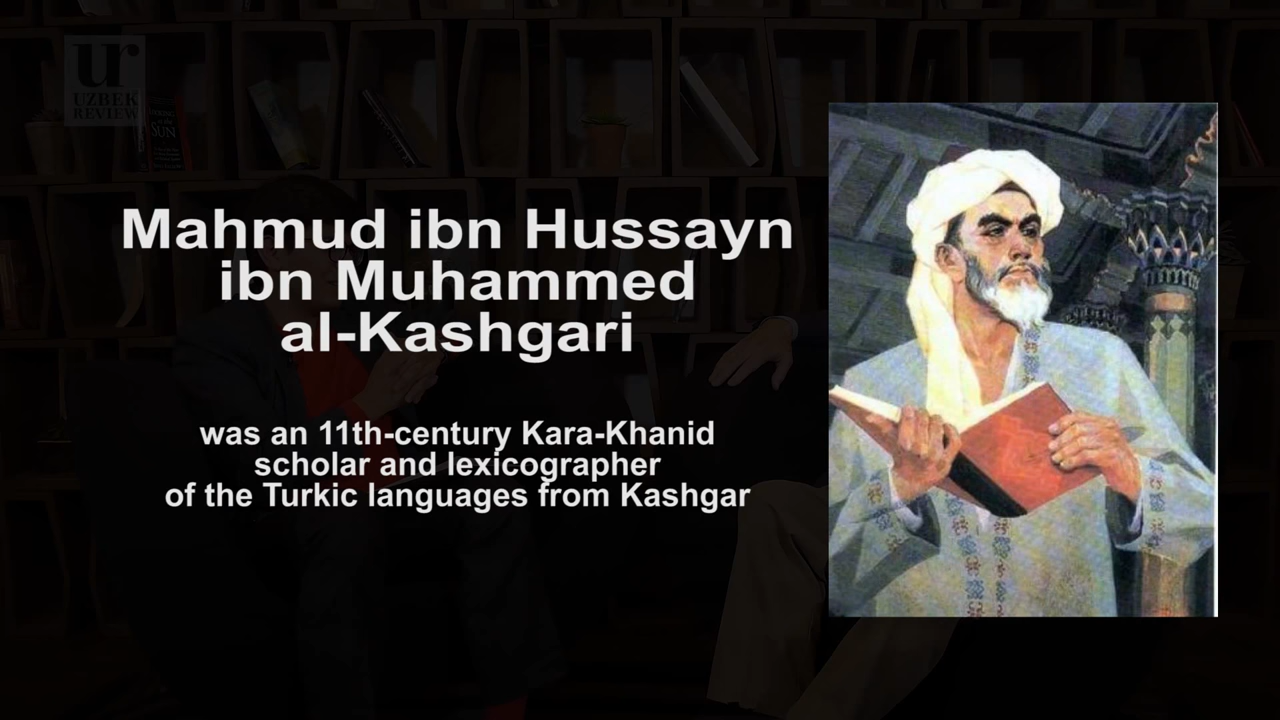 ur
UZBEK
REVIEW
SUN
Mahmud ibn Hussayn
ibn Muhammed
al-Kashgari
was an 11th-century Kara-Khanid
scholar and lexicographer
of the Turkic languages from Kashgar